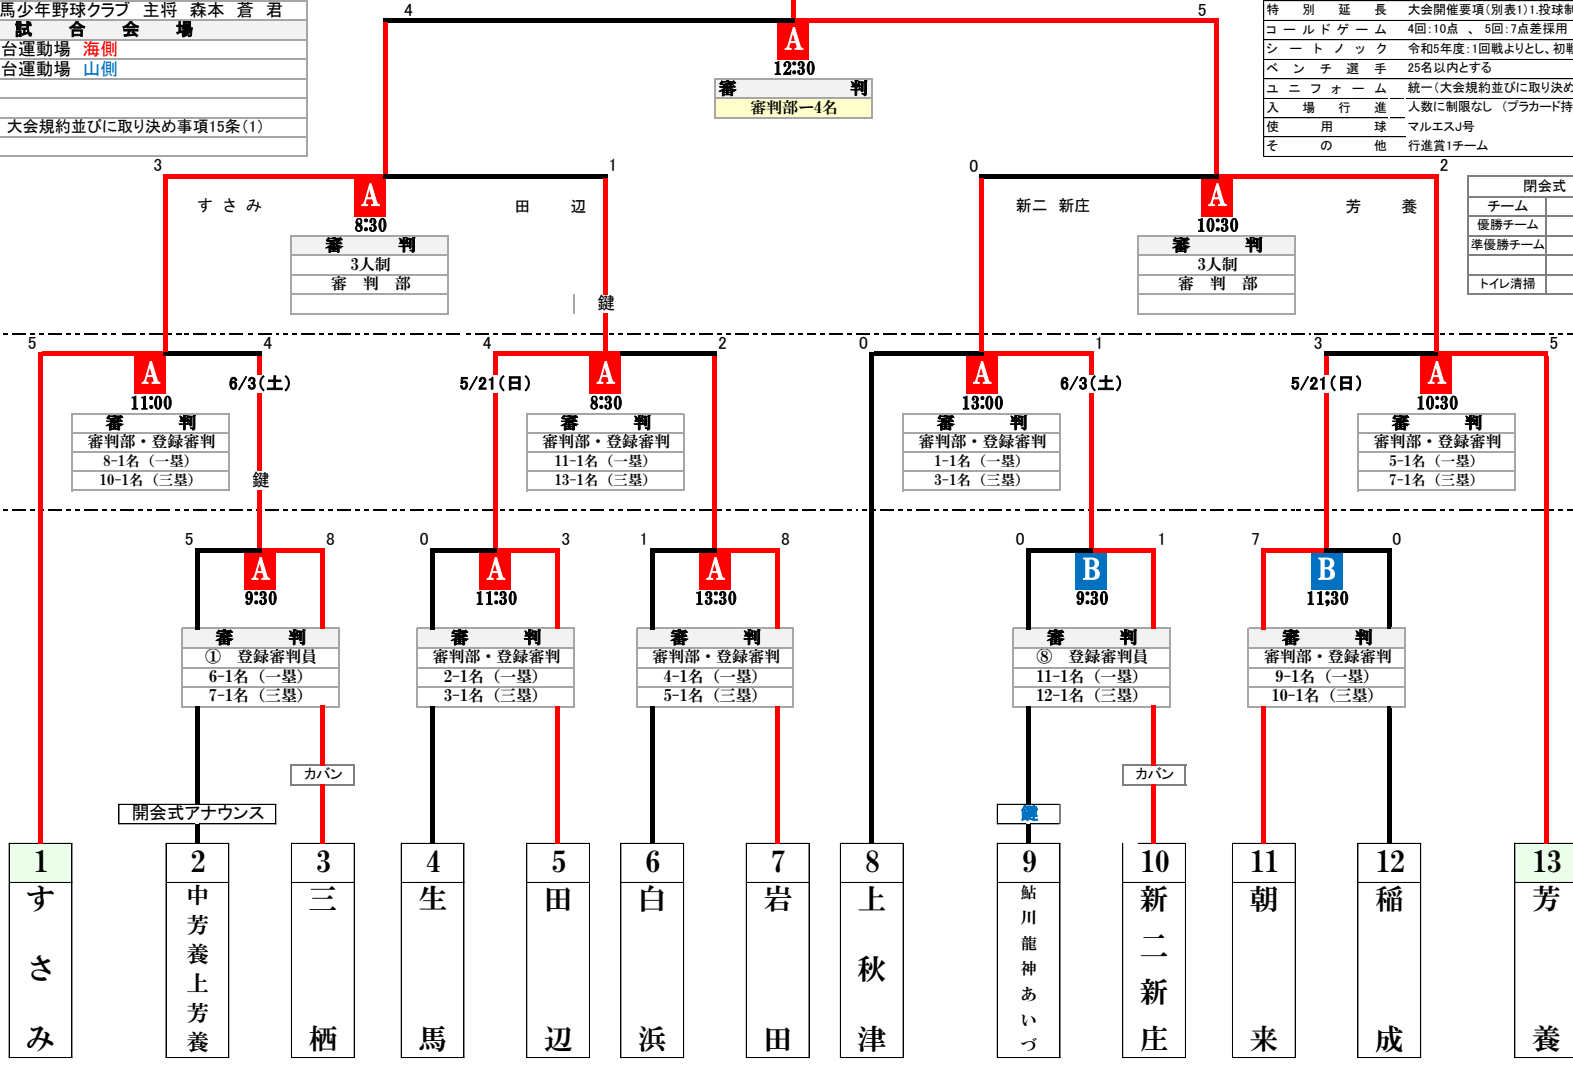 馬少年野球クラブ 主将 森本 蒼 君
試合会場
台運動場 海側
台運動場 山側
大会規約並びに取り決め事項15条(1)
特別延長 大会開催要項(別表1)1.投球制
コールドゲーム 4回:10点 、 5回:7点差採用
シートノック 令和5年度:1回戦よりとし、初戦
ベンチ選手 25名以内とする
ユニフォーム 統一(大会規約並びに取り決め
入場行進 人数に制限なし (プラカード持
使用球 マルエスJ号
その他 行進賞1チーム
4 5
A
12:30
審判
審判部ー4名
閉会式
チーム
優勝チーム
準優勝チーム
トイレ清掃
3 1
すさみ 田辺
A
8:30
審判
3人制
審判部
鍵
0 2
新二 新庄 芳養
A
10:30
審判
3人制
審判部
5 4
A
11:00
6/3(土)
審判
審判部・登録審判
8-1名 (一塁)
10-1名 (三塁)
鍵
4 2
5/21(日)
A
8:30
審判
審判部・登録審判
11-1名 (一塁)
13-1名 (三塁)
0 1
A
13:00
6/3(土)
審判
審判部・登録審判
1-1名 (一塁)
3-1名 (三塁)
3 5
5/21(日)
A
10:30
審判
審判部・登録審判
5-1名 (一塁)
7-1名 (三塁)
5 8
A
9:30
審判
① 登録審判員
6-1名 (一塁)
7-1名 (三塁)
カバン
開会式アナウンス
0 3
A
11:30
審判
審判部・登録審判
2-1名 (一塁)
3-1名 (三塁)
1 8
A
13:30
審判
審判部・登録審判
4-1名 (一塁)
5-1名 (三塁)
0 1
B
9:30
審判
⑧ 登録審判員
11-1名 (一塁)
12-1名 (三塁)
カバン
鍵
7 0
B
11;30
審判
審判部・登録審判
9-1名 (一塁)
10-1名 (三塁)
1 すさみ
2 中芳養上芳養
3 三栖
4 生馬
5 田辺
6 白浜
7 岩田
8 上秋津
9 鮎川龍神あいづ
10 新二新庄
11 朝来
12 稲成
13 芳養